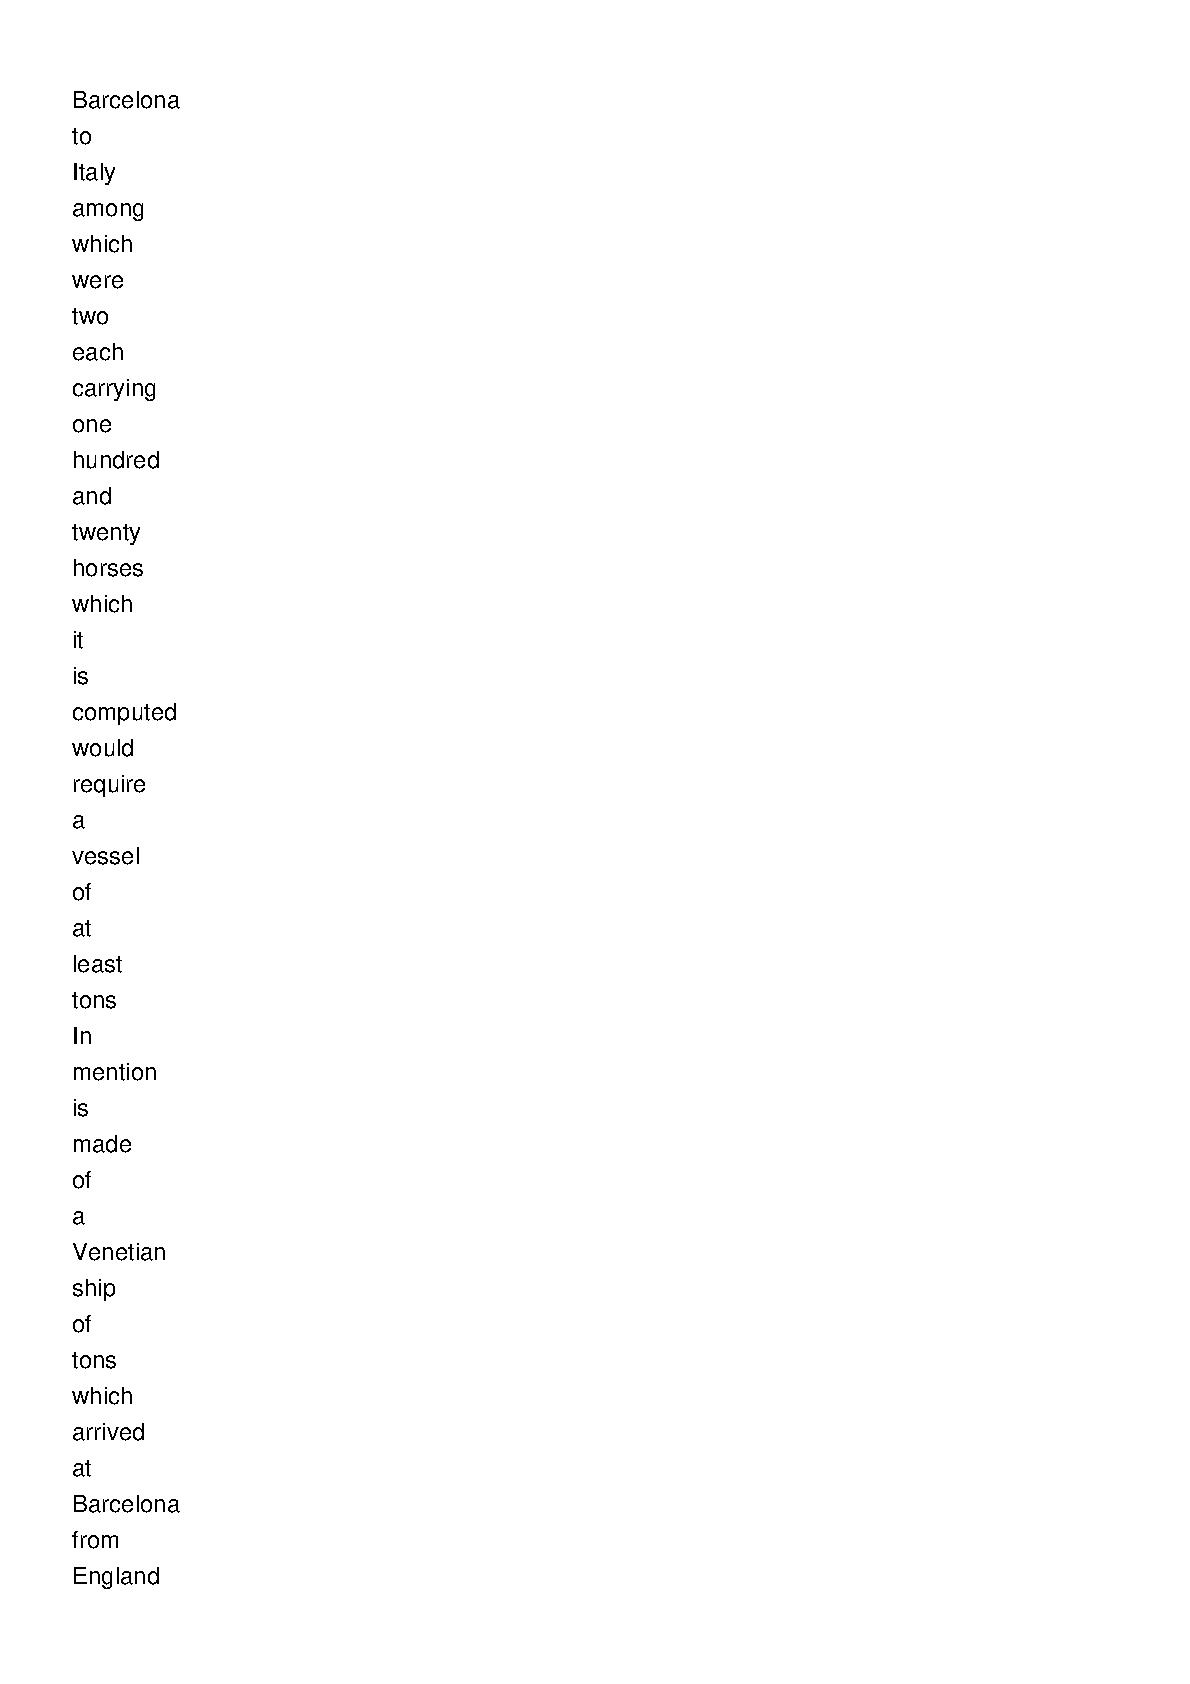 Barcelona
to
Italy
among
which
were
two
each
carrying
one
hundred
and
twenty
horses
which
it
is
computed
would
require
a
vessel
of
at
least
tons
In
mention
is
made
of
a
Venetian
ship
of
tons
which
arrived
at
Barcelona
from
England